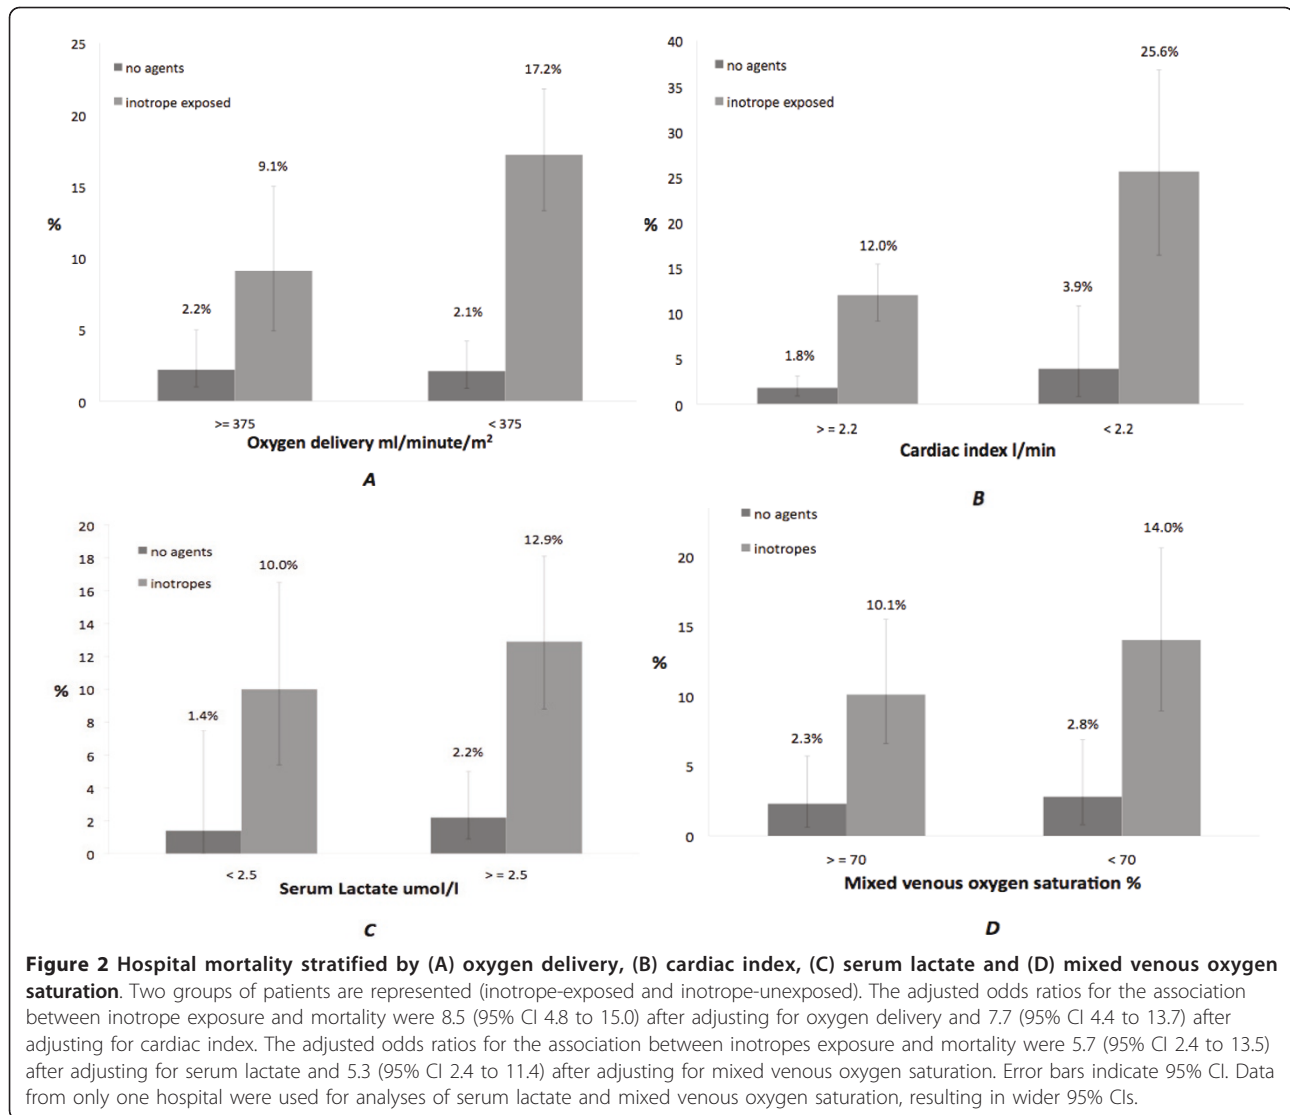 25
20
15
%
10
5
0
no agents
inotrope exposed
2.2%
9.1%
2.1%
17.2%
>= 375
< 375
Oxygen delivery ml/minute/m²
A
40
35
30
25
%
20
15
10
5
0
no agents
inotrope exposed
1.8%
12.0%
3.9%
25.6%
> = 2.2
< 2.2
Cardiac index l/min
B
20
18
16
14
12
% 10
8
6
4
2
0
no agents
inotropes
1.4%
10.0%
2.2%
12.9%
< 2.5
> = 2.5
Serum Lactate umol/l
C
20
15
%
10
5
0
no agents
inotropes
2.3%
10.1%
2.8%
14.0%
> = 70
< 70
Mixed venous oxygen saturation %
D
Figure 2 Hospital mortality stratified by (A) oxygen delivery, (B) cardiac index, (C) serum lactate and (D) mixed venous oxygen
saturation. Two groups of patients are represented (inotrope-exposed and inotrope-unexposed). The adjusted odds ratios for the association
between inotrope exposure and mortality were 8.5 (95% CI 4.8 to 15.0) after adjusting for oxygen delivery and 7.7 (95% CI 4.4 to 13.7) after
adjusting for cardiac index. The adjusted odds ratios for the association between inotropes exposure and mortality were 5.7 (95% CI 2.4 to 13.5)
after adjusting for serum lactate and 5.3 (95% CI 2.4 to 11.4) after adjusting for mixed venous oxygen saturation. Error bars indicate 95% CI. Data
from only one hospital were used for analyses of serum lactate and mixed venous oxygen saturation, resulting in wider 95% CIs.